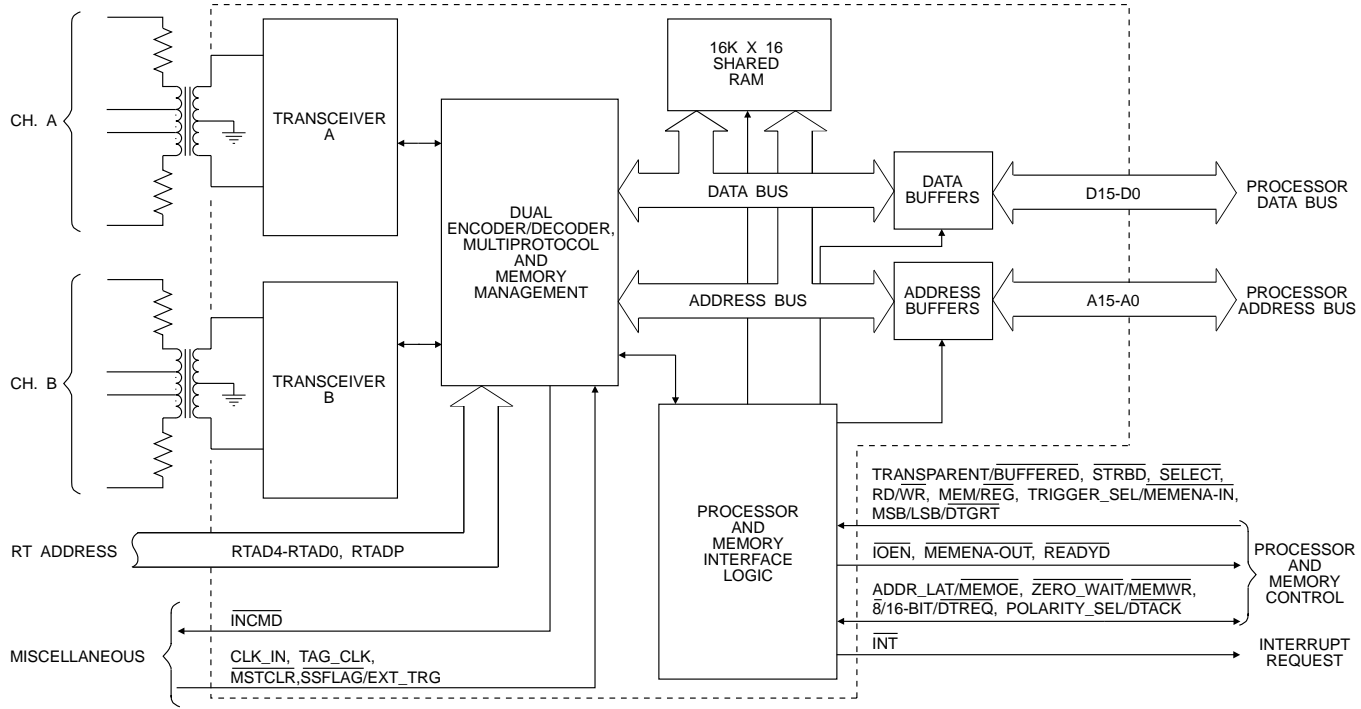 16K X 16
SHARED
RAM
CH. A
TRANSCEIVER
A
DUAL
ENCODER/DECODER,
MULTIPROTOCOL
AND
MEMORY
MANAGEMENT
DATA BUS
DATA
BUFFERS
D15-D0
PROCESSOR
DATA BUS
ADDRESS BUS
ADDRESS
BUFFERS
A15-A0
PROCESSOR
ADDRESS BUS
CH. B
TRANSCEIVER
B
PROCESSOR
AND
MEMORY
INTERFACE
LOGIC
TRANSPARENT/BUFFERED, STRBD, SELECT,
RD/WR, MEM/REG, TRIGGER_SEL/MEMENA-IN,
MSB/LSB/DTGRT
IOEN, MEMENA-OUT, READYD
ADDR_LAT/MEMOE, ZERO_WAIT/MEMWR,
8/16-BIT/DTREQ, POLARITY_SEL/DTACK
PROCESSOR
AND
MEMORY
CONTROL
INT
INTERRUPT
REQUEST
RT ADDRESS
RTAD4-RTAD0, RTADP
MISCELLANEOUS
INCMD
CLK_IN, TAG_CLK,
MSTCLR,SSFLAG/EXT_TRG